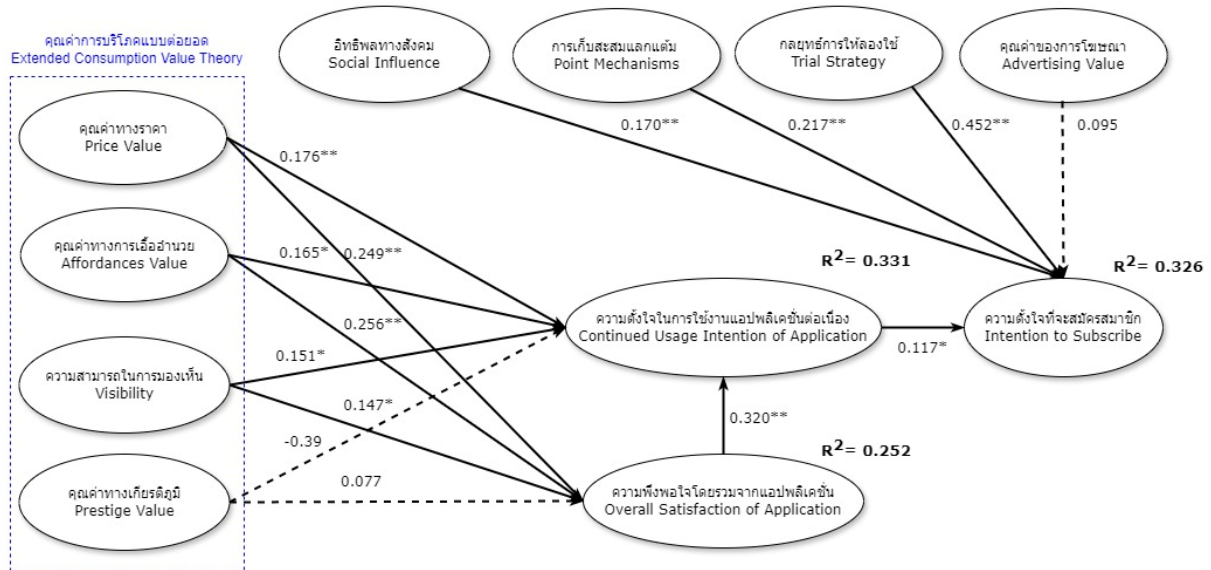 คุณค่าการบริโภคแบบต่อยอด
Extended Consumption Value Theory
อิทธิพลทางสังคม
Social Influence
การเก็บสะสมแลกแต้ม
Point Mechanisms
กลยุทธ์การให้ลองใช้
Trial Strategy
คุณค่าของการโฆษณา
Advertising Value
คุณค่าทางราคา
Price Value
0.170**
0.217**
0.452**
0.095
0.176**
คุณค่าทางการเอื้ออำนวย
Affordances Value
0.165*
0.249**
R²= 0.331
R²= 0.326
0.256**
ความตั้งใจในการใช้งานแอปพลิเคชั่นต่อเนื่อง
Continued Usage Intention of Application
ความตั้งใจที่จะสมัครสมาชิก
Intention to Subscribe
0.117*
0.151*
ความสามารถในการมองเห็น
Visibility
0.147*
0.320**
-0.39
R²= 0.252
0.077
คุณค่าทางเกียรติภูมิ
Prestige Value
ความพึงพอใจโดยรวมจากแอปพลิเคชั่น
Overall Satisfaction of Application